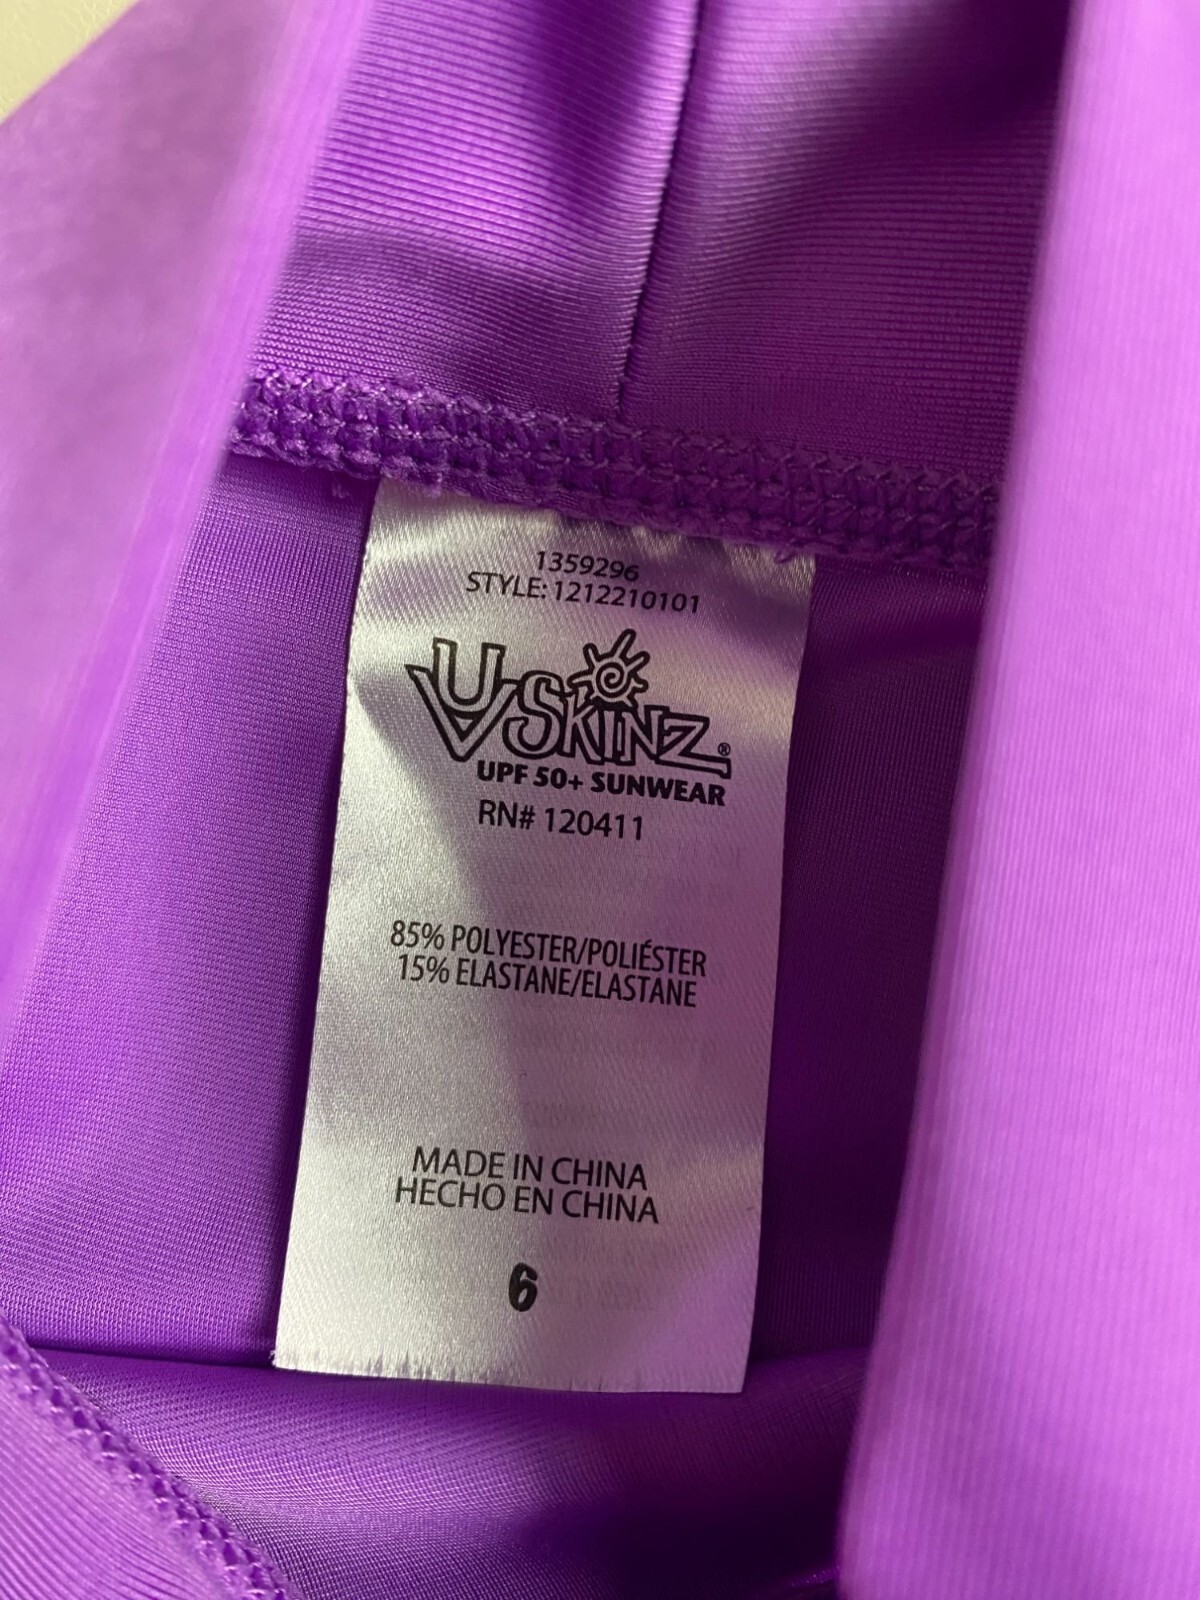 1359296
STYLE: 1212210101
UV SKINZ®
UPF 50+ SUNWEAR
RN# 120411
85% POLYESTER/POLIÉSTER
15% ELASTANE/ELASTANE
MADE IN CHINA
HECHO EN CHINA
6